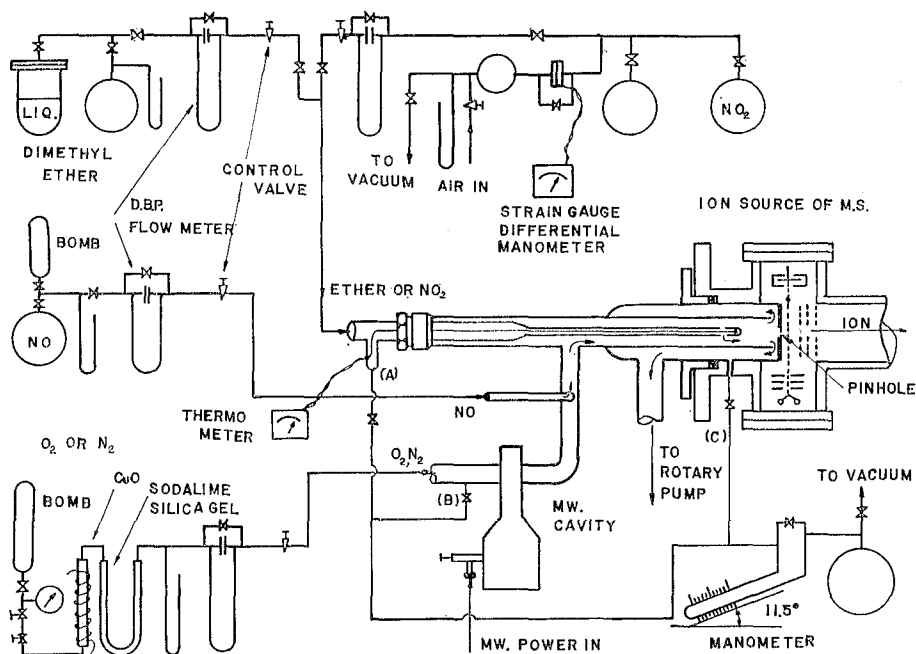 LIQ.
DIMETHYL
ETHER
CONTROL
VALVE
TO
VACUUM
AIR IN
NO₂
STRAIN GAUGE
DIFFERENTIAL
MANOMETER
ION SOURCE OF M.S.
D.B.P.
FLOW METER
BOMB
NO
ETHER OR NO₂
ION
(A)
THERMO
METER
NO
PINHOLE
(C)
O₂ OR N₂
CuO
SODALIME
SILICA GEL
BOMB
O₂,N₂
(B)
MW.
CAVITY
TO
ROTARY
PUMP
TO VACUUM
11.5°
MANOMETER
MW. POWER IN